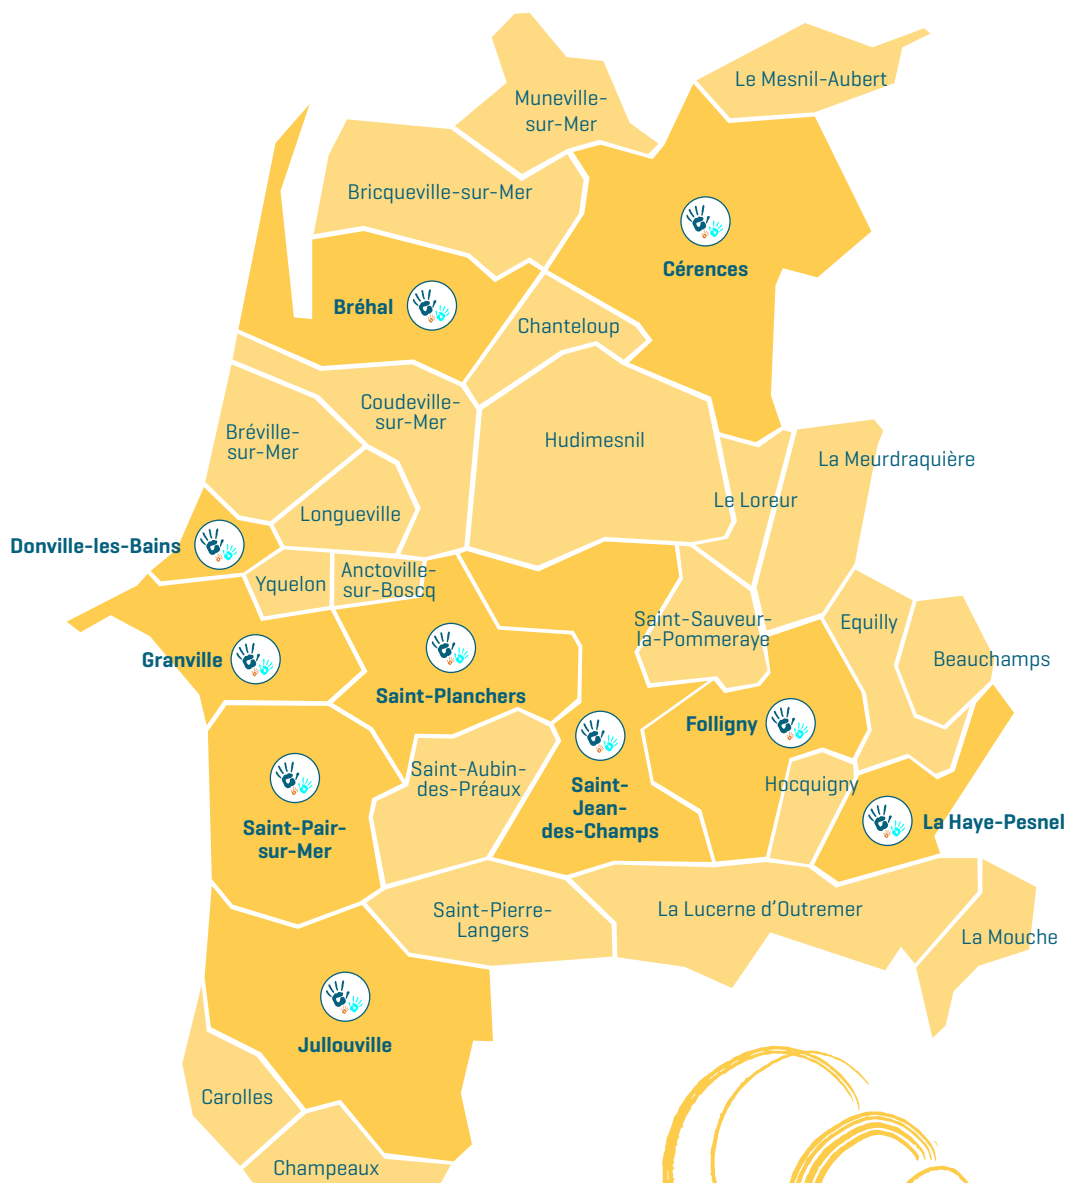 Le Mesnil-Aubert
Muneville-
sur-Mer
Bricqueville-sur-Mer
Cérences
Bréhal
Chanteloup
Coudeville-
sur-Mer
Bréville-
sur-Mer
Hudimesnil
La Meurdraquière
Le Loreur
Longueville
Donville-les-Bains
Yquelon
Anctoville-
sur-Boscq
Saint-Sauveur-
la-Pommeraye
Equilly
Beauchamps
Granville
Saint-Planchers
Folligny
Saint-Aubin-
des-Préaux
Saint-
Jean-
des-Champs
Hocquigny
La Haye-Pesnel
Saint-Pair-
sur-Mer
Saint-Pierre-
Langers
La Lucerne d’Outremer
La Mouche
Jullouville
Carolles
Champeaux